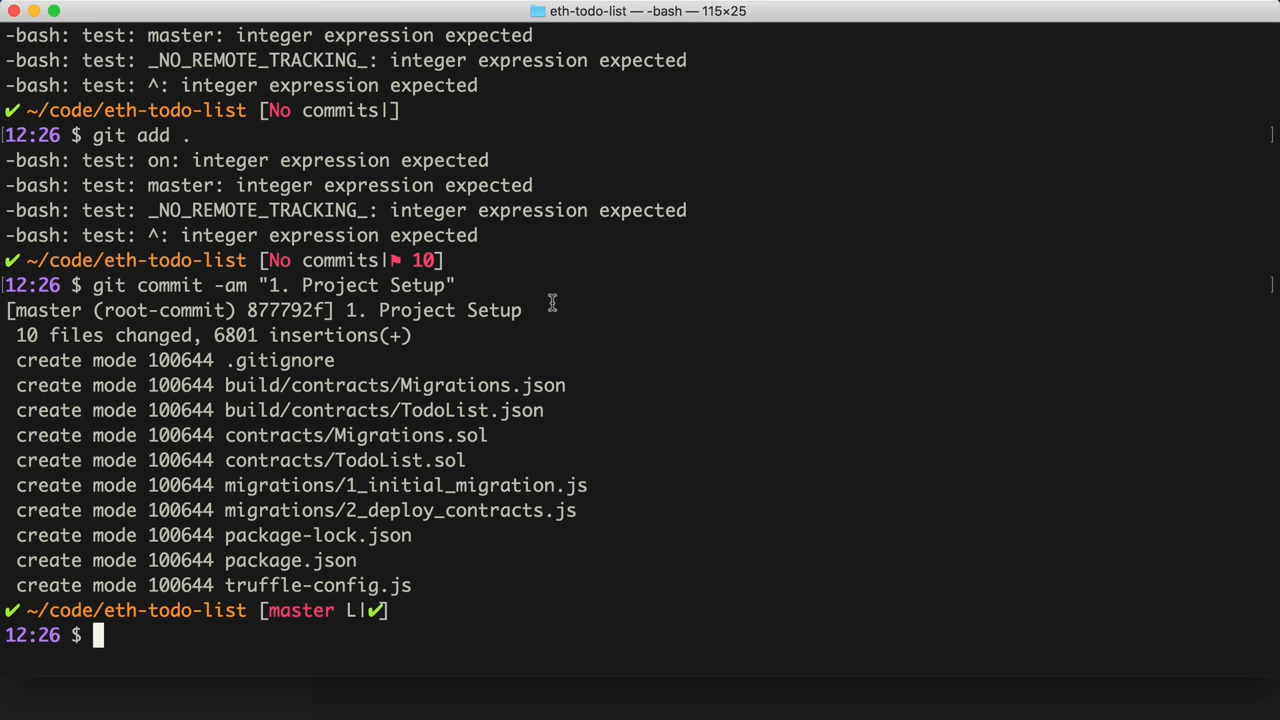 eth-todo-list — -bash — 115×25
-bash: test: master: integer expression expected
-bash: test: _NO_REMOTE_TRACKING_: integer expression expected
-bash: test: ^: integer expression expected
✔ ~/code/eth-todo-list [No commits|]
[12:26 $ git add . ]
-bash: test: on: integer expression expected
-bash: test: master: integer expression expected
-bash: test: _NO_REMOTE_TRACKING_: integer expression expected
-bash: test: ^: integer expression expected
✔ ~/code/eth-todo-list [No commits|⚑ 10]
[12:26 $ git commit -am "1. Project Setup" ]
[master (root-commit) 877792f] 1. Project Setup
10 files changed, 6801 insertions(+)
create mode 100644 .gitignore
create mode 100644 build/contracts/Migrations.json
create mode 100644 build/contracts/TodoList.json
create mode 100644 contracts/Migrations.sol
create mode 100644 contracts/TodoList.sol
create mode 100644 migrations/1_initial_migration.js
create mode 100644 migrations/2_deploy_contracts.js
create mode 100644 package-lock.json
create mode 100644 package.json
create mode 100644 truffle-config.js
✔ ~/code/eth-todo-list [master L|✔]
12:26 $